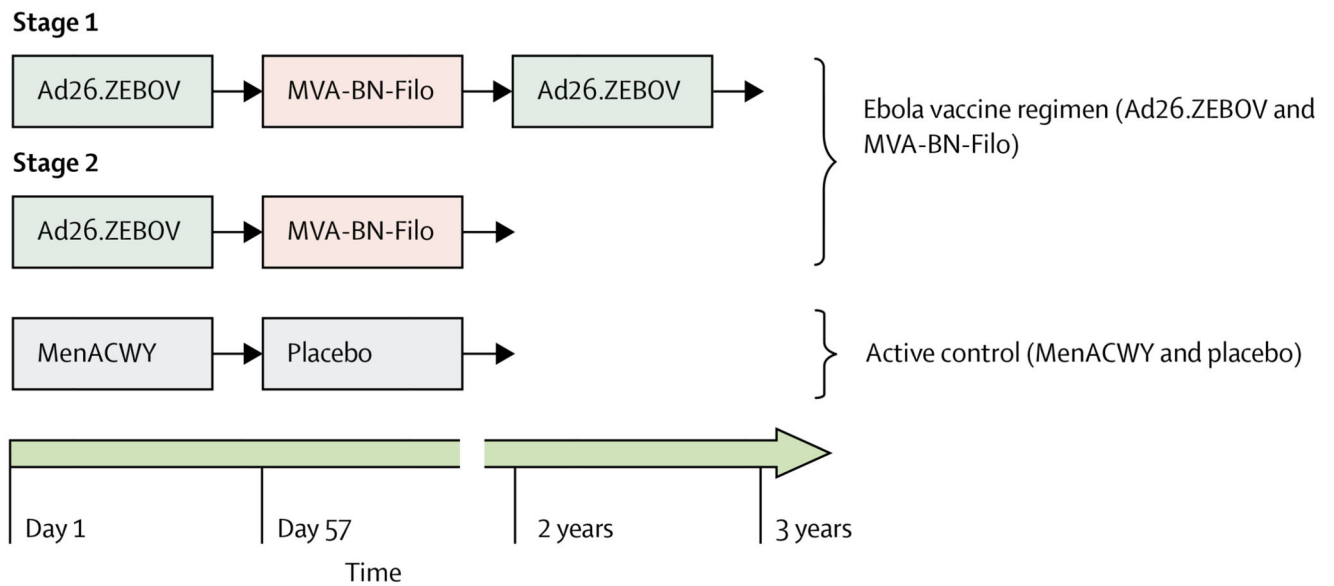 Stage 1
Ad26.ZEBOV
MVA-BN-Filo
Ad26.ZEBOV
Ebola vaccine regimen (Ad26.ZEBOV and
MVA-BN-Filo)
Stage 2
Ad26.ZEBOV
MVA-BN-Filo
MenACWY
Placebo
Active control (MenACWY and placebo)
Day 1
Day 57
2 years
3 years
Time